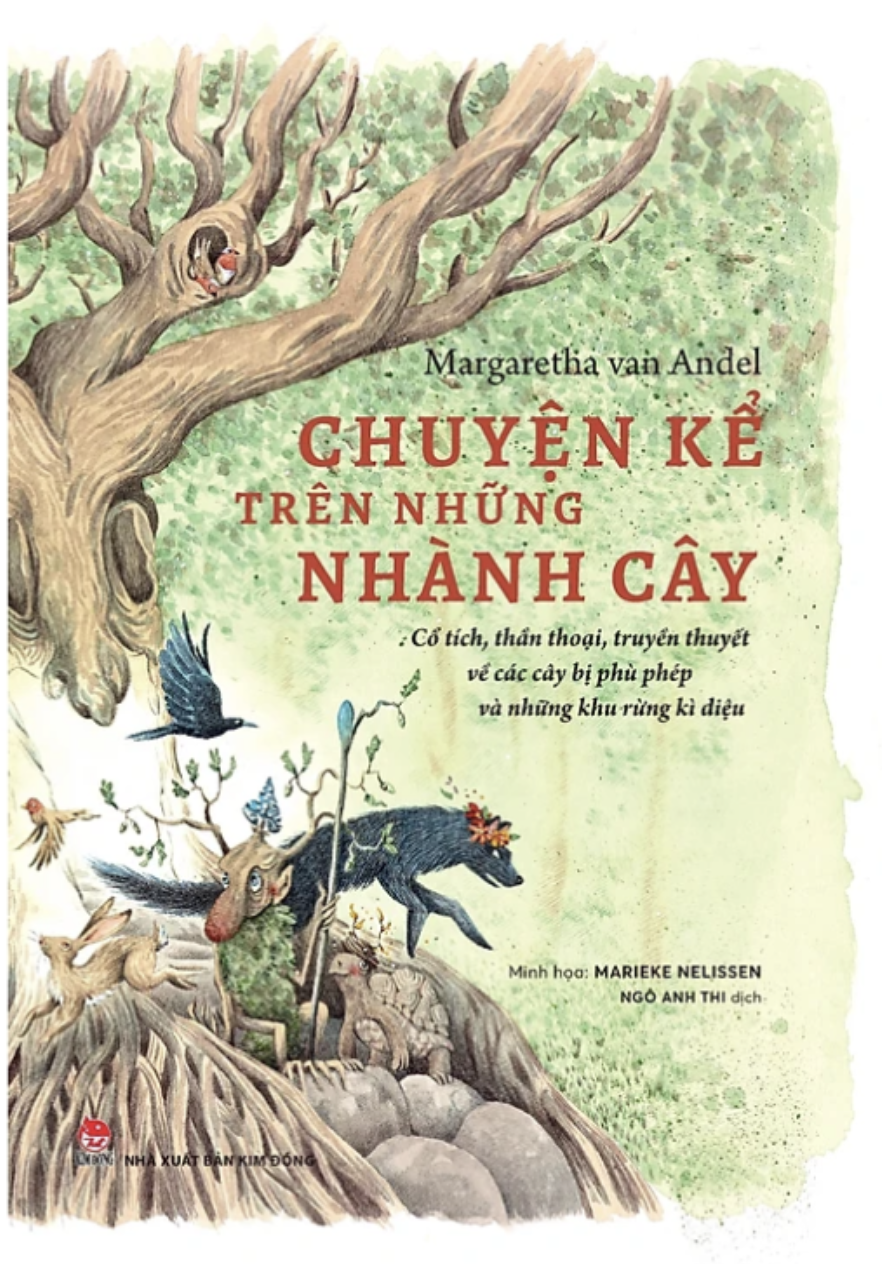 Margaretha van Andel
CHUYỆN KỂ
TRÊN NHỮNG
NHÀNH CÂY
: Cổ tích, thần thoại, truyền thuyết
về các cây bị phù phép
và những khu rừng kì diệu
Minh họa: MARIEKE NELISSEN
NGÔ ANH THI dịch
KIM ĐỒNG
NHÀ XUẤT BẢN KIM ĐỒNG